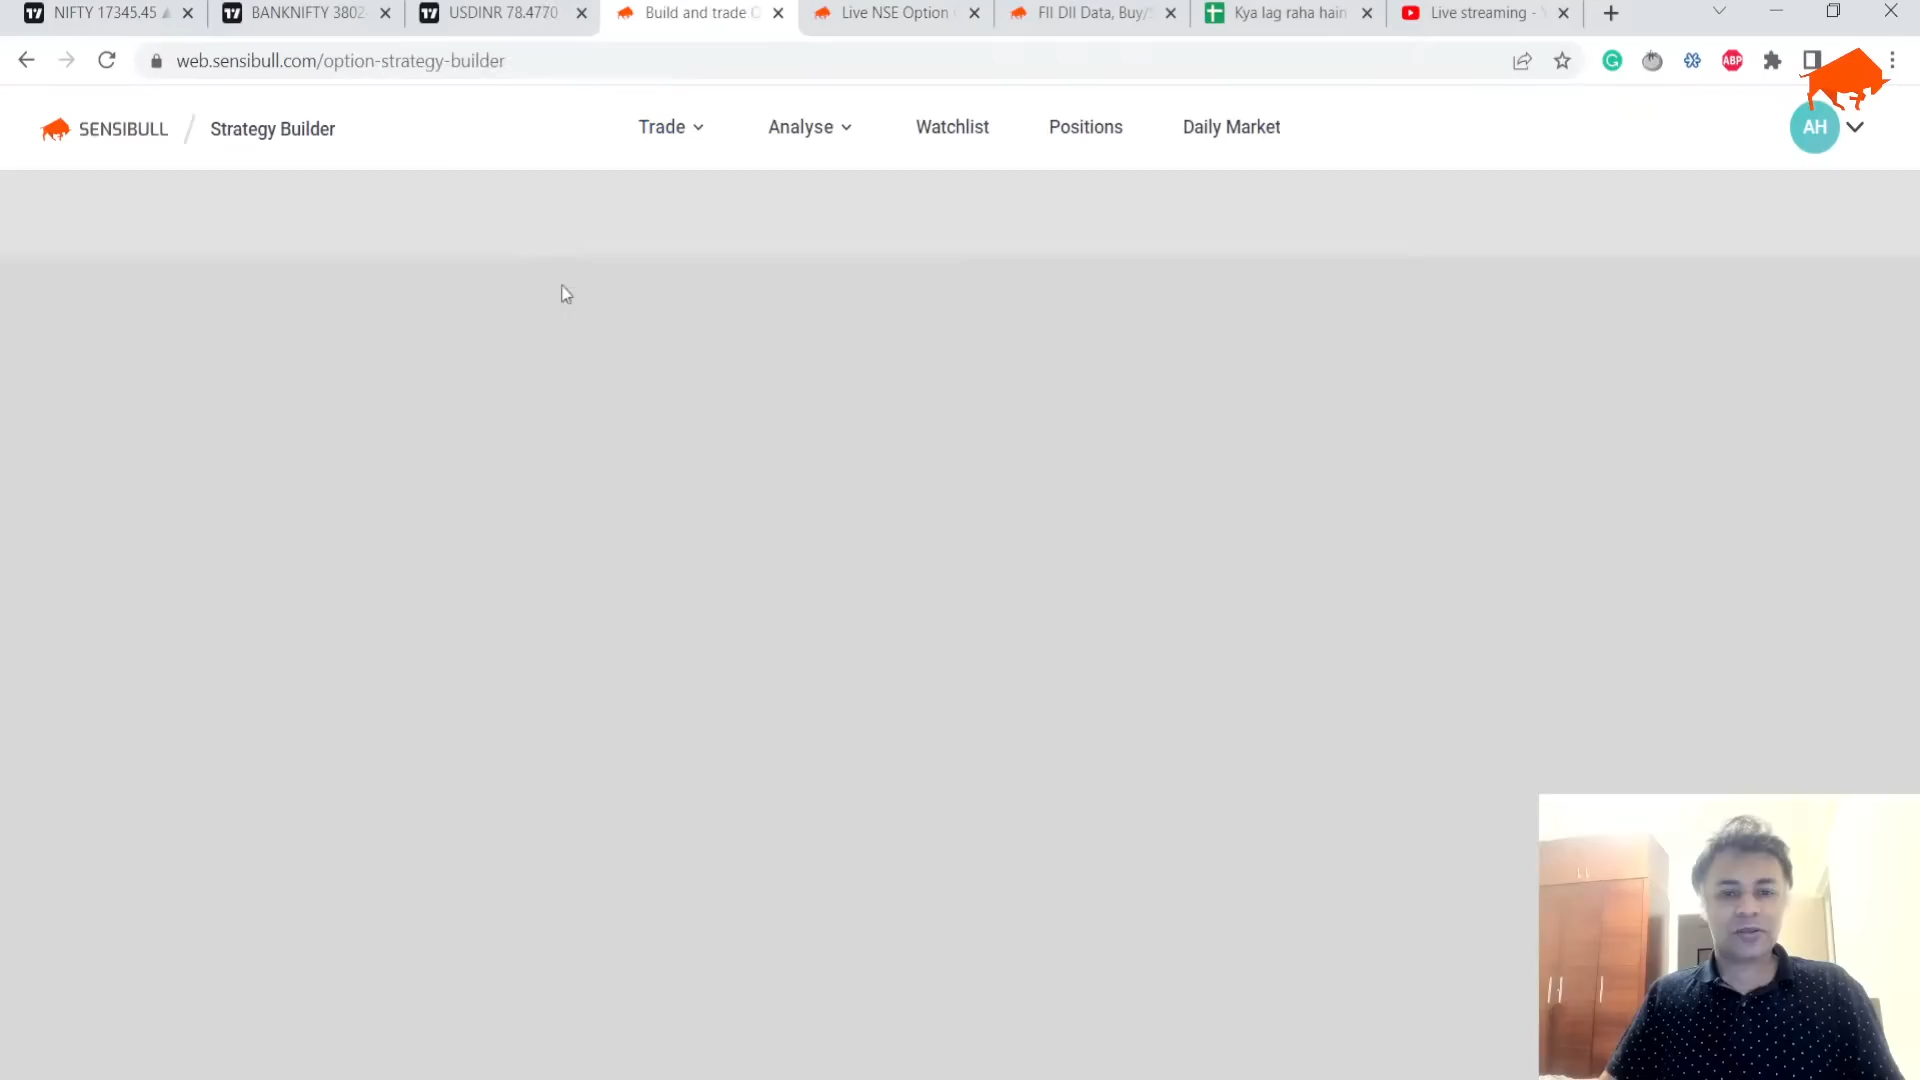 NIFTY 17345.45
BANKNIFTY 3802
USDINR 78.4770
Build and trade O
Live NSE Option
FII DII Data, Buy/
Kya lag raha hain
Live streaming -
web.sensibull.com/option-strategy-builder
ABP
SENSIBULL
Strategy Builder
Trade
Analyse
Watchlist
Positions
Daily Market
AH